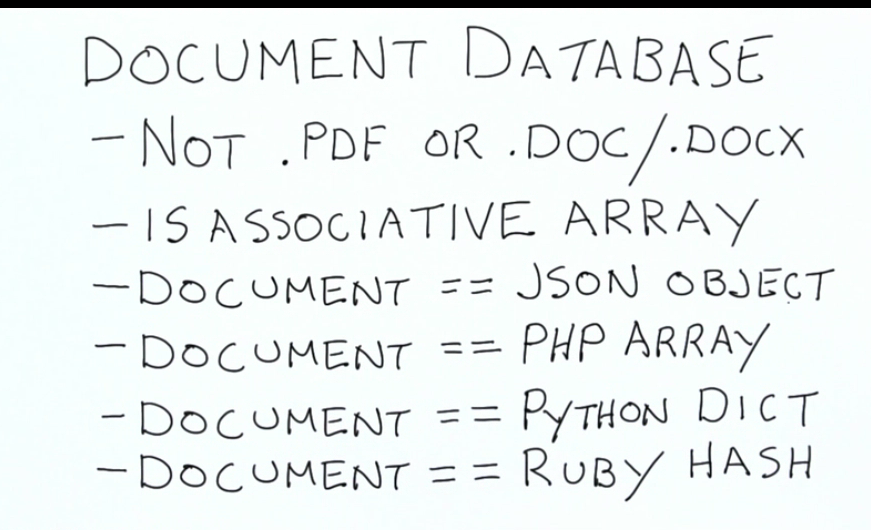 DOCUMENT DATABASE
- NOT .PDF OR .DOC/.DOCX
- IS ASSOCIATIVE ARRAY
- DOCUMENT == JSON OBJECT
- DOCUMENT == PHP ARRAY
- DOCUMENT == PYTHON DICT
- DOCUMENT == RUBY HASH